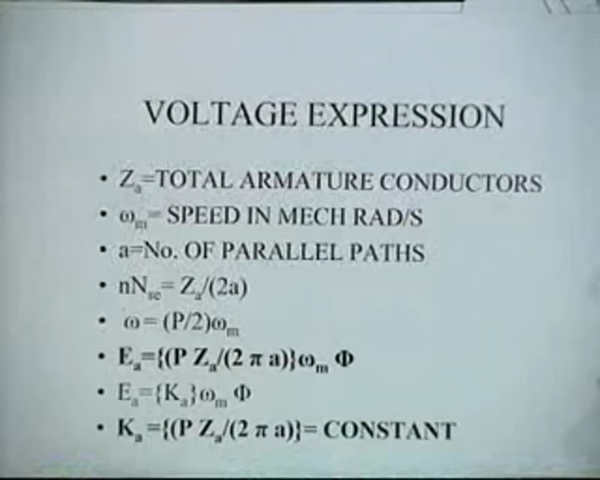 VOLTAGE EXPRESSION
• Zₐ=TOTAL ARMATURE CONDUCTORS
• ωₘ= SPEED IN MECH RAD/S
• a=No. OF PARALLEL PATHS
• nNₛₑ= Zₐ/(2a)
• ω= (P/2)ωₘ
• Eₐ={(P Zₐ/(2 π a)}ωₘ Φ
• Eₐ={Kₐ}ωₘ Φ
• Kₐ={(P Zₐ/(2 π a)}= CONSTANT